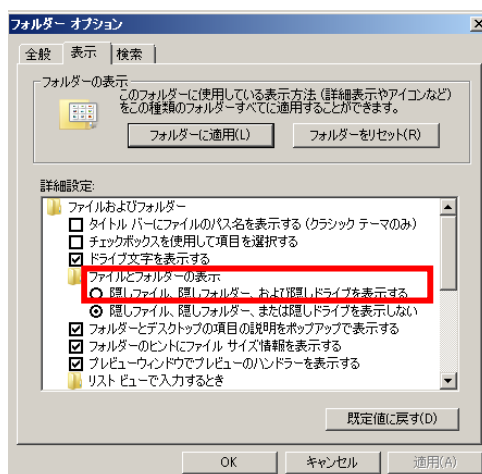 フォルダー オプション
全般 表示 検索
フォルダーの表示
このフォルダーに使用している表示方法 (詳細表示やアイコンなど)
をこの種類のフォルダーすべてに適用することができます。
フォルダーに適用(L) フォルダーをリセット(R)
詳細設定:
ファイルおよびフォルダー
タイトル バーにファイルのパス名を表示する (クラシック テーマのみ)
チェックボックスを使用して項目を選択する
ドライブ文字を表示する
ファイルとフォルダーの表示
隠しファイル、隠しフォルダー、および隠しドライブを表示する
隠しファイル、隠しフォルダー、または隠しドライブを表示しない
フォルダーとデスクトップの項目の説明をポップアップで表示する
フォルダーのヒントにファイル サイズ情報を表示する
プレビューウィンドウでプレビューのハンドラーを表示する
リスト ビューで入力するとき
既定値に戻す(D)
OK キャンセル 適用(A)